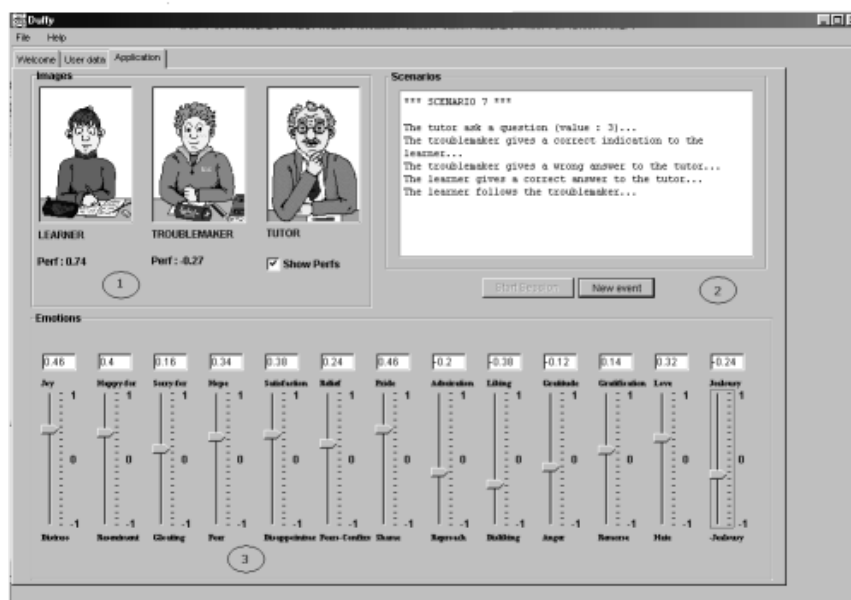 Duffy
File Help
Welcome User data Application
Images
LEARNER
TROUBLEMAKER
TUTOR
Perf : 0.74
Perf : -0.27
Show Perfs
1
Scenarios
*** SCENARIO 7 ***
The tutor ask a question (value : 3)...
The troublemaker gives a correct indication to the
learner...
The troublemaker gives a wrong answer to the tutor...
The learner gives a correct answer to the tutor...
The learner follows the troublemaker...
Start Session New event
2
Emotions
0.46 0.4 0.16 0.34 0.38 0.24 0.46 -0.2 -0.38 -0.12 0.14 0.32 -0.24
Joy Happy-for Sorry-for Hope Satisfaction Relief Pride Admiration Liking Gratitude Gratification Love Jealousy
1 1 1 1 1 1 1 1 1 1 1 1 1
0 0 0 0 0 0 0 0 0 0 0 0 0
-1 -1 -1 -1 -1 -1 -1 -1 -1 -1 -1 -1 -1
Distress Resentment Gloating Fear Fears-Confirm Shame Reproach Disliking Anger Remorse Hate -Jealousy
3